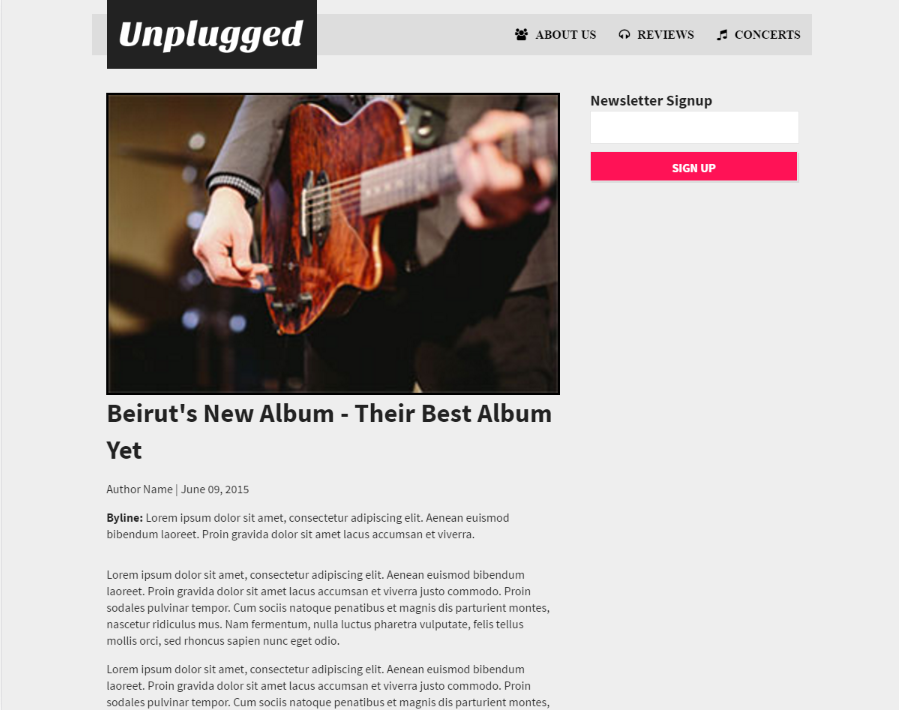 Unplugged
ABOUT US
REVIEWS
CONCERTS
Newsletter Signup
SIGN UP
Beirut's New Album - Their Best Album
Yet
Author Name | June 09, 2015
Byline: Lorem ipsum dolor sit amet, consectetur adipiscing elit. Aenean euismod
bibendum laoreet. Proin gravida dolor sit amet lacus accumsan et viverra.
Lorem ipsum dolor sit amet, consectetur adipiscing elit. Aenean euismod bibendum
laoreet. Proin gravida dolor sit amet lacus accumsan et viverra justo commodo. Proin
sodales pulvinar tempor. Cum sociis natoque penatibus et magnis dis parturient montes,
nascetur ridiculus mus. Nam fermentum, nulla luctus pharetra vulputate, felis tellus
mollis orci, sed rhoncus sapien nunc eget odio.
Lorem ipsum dolor sit amet, consectetur adipiscing elit. Aenean euismod bibendum
laoreet. Proin gravida dolor sit amet lacus accumsan et viverra justo commodo. Proin
sodales pulvinar tempor. Cum sociis natoque penatibus et magnis dis parturient montes,